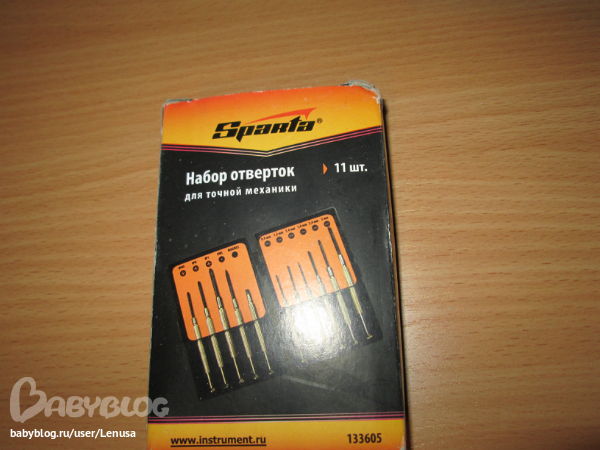 Sparta®
Набор отверток 11 шт.
для точной механики
www.instrument.ru 133605
BABYBLOG
babyblog.ru/user/Lenusa